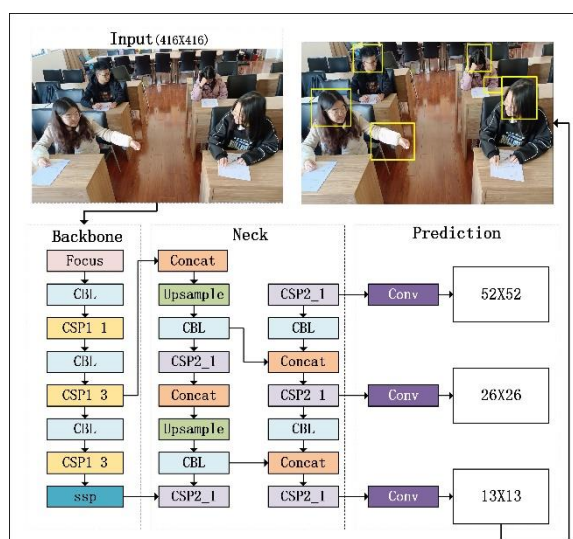 Input(416X416)
Backbone
Neck
Prediction
Focus
CBL
CSP1 1
CBL
CSP1 3
CBL
CSP1 3
ssp
Concat
Upsample
CBL
CSP2_1
Concat
Upsample
CBL
CSP2_1
CSP2_1
CBL
Concat
CSP2 1
CBL
Concat
CSP2_1
Conv
52X52
Conv
26X26
Conv
13X13